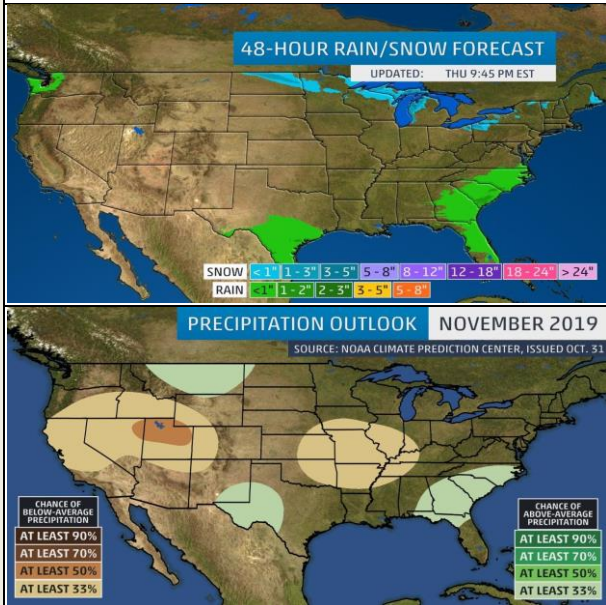 48-HOUR RAIN/SNOW FORECAST
UPDATED: THU 9:45 PM EST
SNOW <1" 1 - 3" 3 - 5" 5 - 8" 8 - 12" 12 - 18" 18 - 24" > 24"
RAIN <1" 1 - 2" 2 - 3" 3 - 5" 5 - 8"
PRECIPITATION OUTLOOK NOVEMBER 2019
SOURCE: NOAA CLIMATE PREDICTION CENTER, ISSUED OCT. 31
CHANCE OF
BELOW-AVERAGE
PRECIPITATION
AT LEAST 90%
AT LEAST 70%
AT LEAST 50%
AT LEAST 33%
CHANCE OF
ABOVE-AVERAGE
PRECIPITATION
AT LEAST 90%
AT LEAST 70%
AT LEAST 50%
AT LEAST 33%